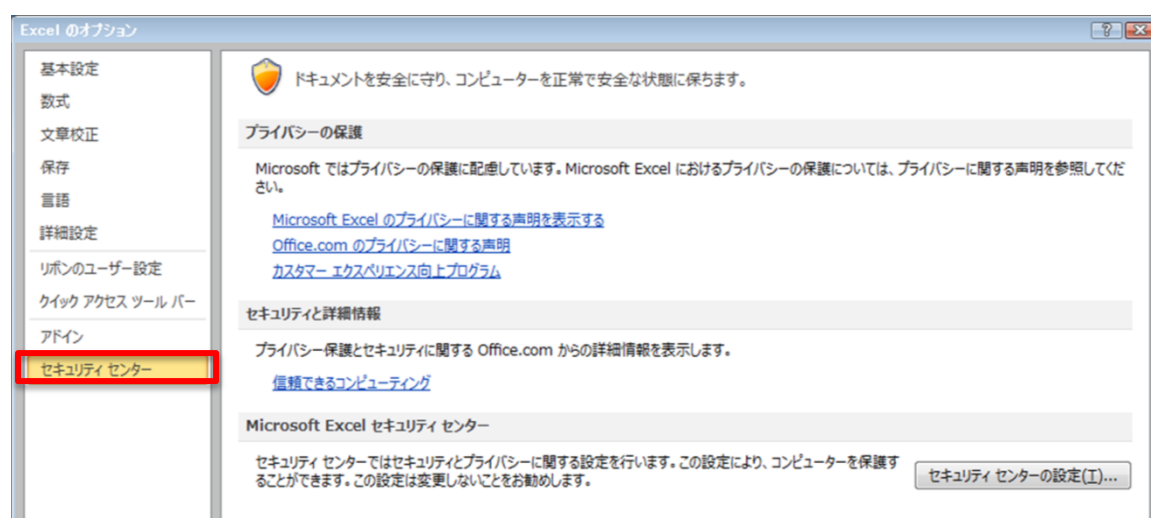 Excel のオプション
基本設定
数式
文章校正
保存
言語
詳細設定
リボンのユーザー設定
クイック アクセス ツール バー
アドイン
セキュリティ センター
ドキュメントを安全に守り、コンピューターを正常で安全な状態に保ちます。
プライバシーの保護
Microsoft ではプライバシーの保護に配慮しています。Microsoft Excel におけるプライバシーの保護については、プライバシーに関する声明を参照してくだ
さい。
Microsoft Excel のプライバシーに関する声明を表示する
Office.com のプライバシーに関する声明
カスタマー エクスペリエンス向上プログラム
セキュリティと詳細情報
プライバシー保護とセキュリティに関する Office.com からの詳細情報を表示します。
信頼できるコンピューティング
Microsoft Excel セキュリティ センター
セキュリティ センターではセキュリティとプライバシーに関する設定を行います。この設定により、コンピューターを保護す
ることができます。この設定は変更しないことをお勧めします。
セキュリティ センターの設定(T)...